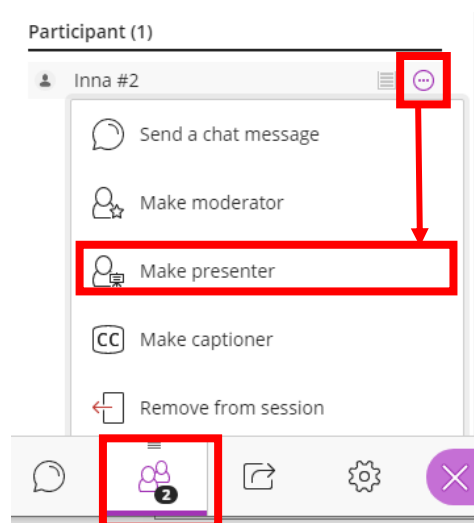 Participant (1)
Inna #2
Send a chat message
Make moderator
Make presenter
CC Make captioner
Remove from session
2